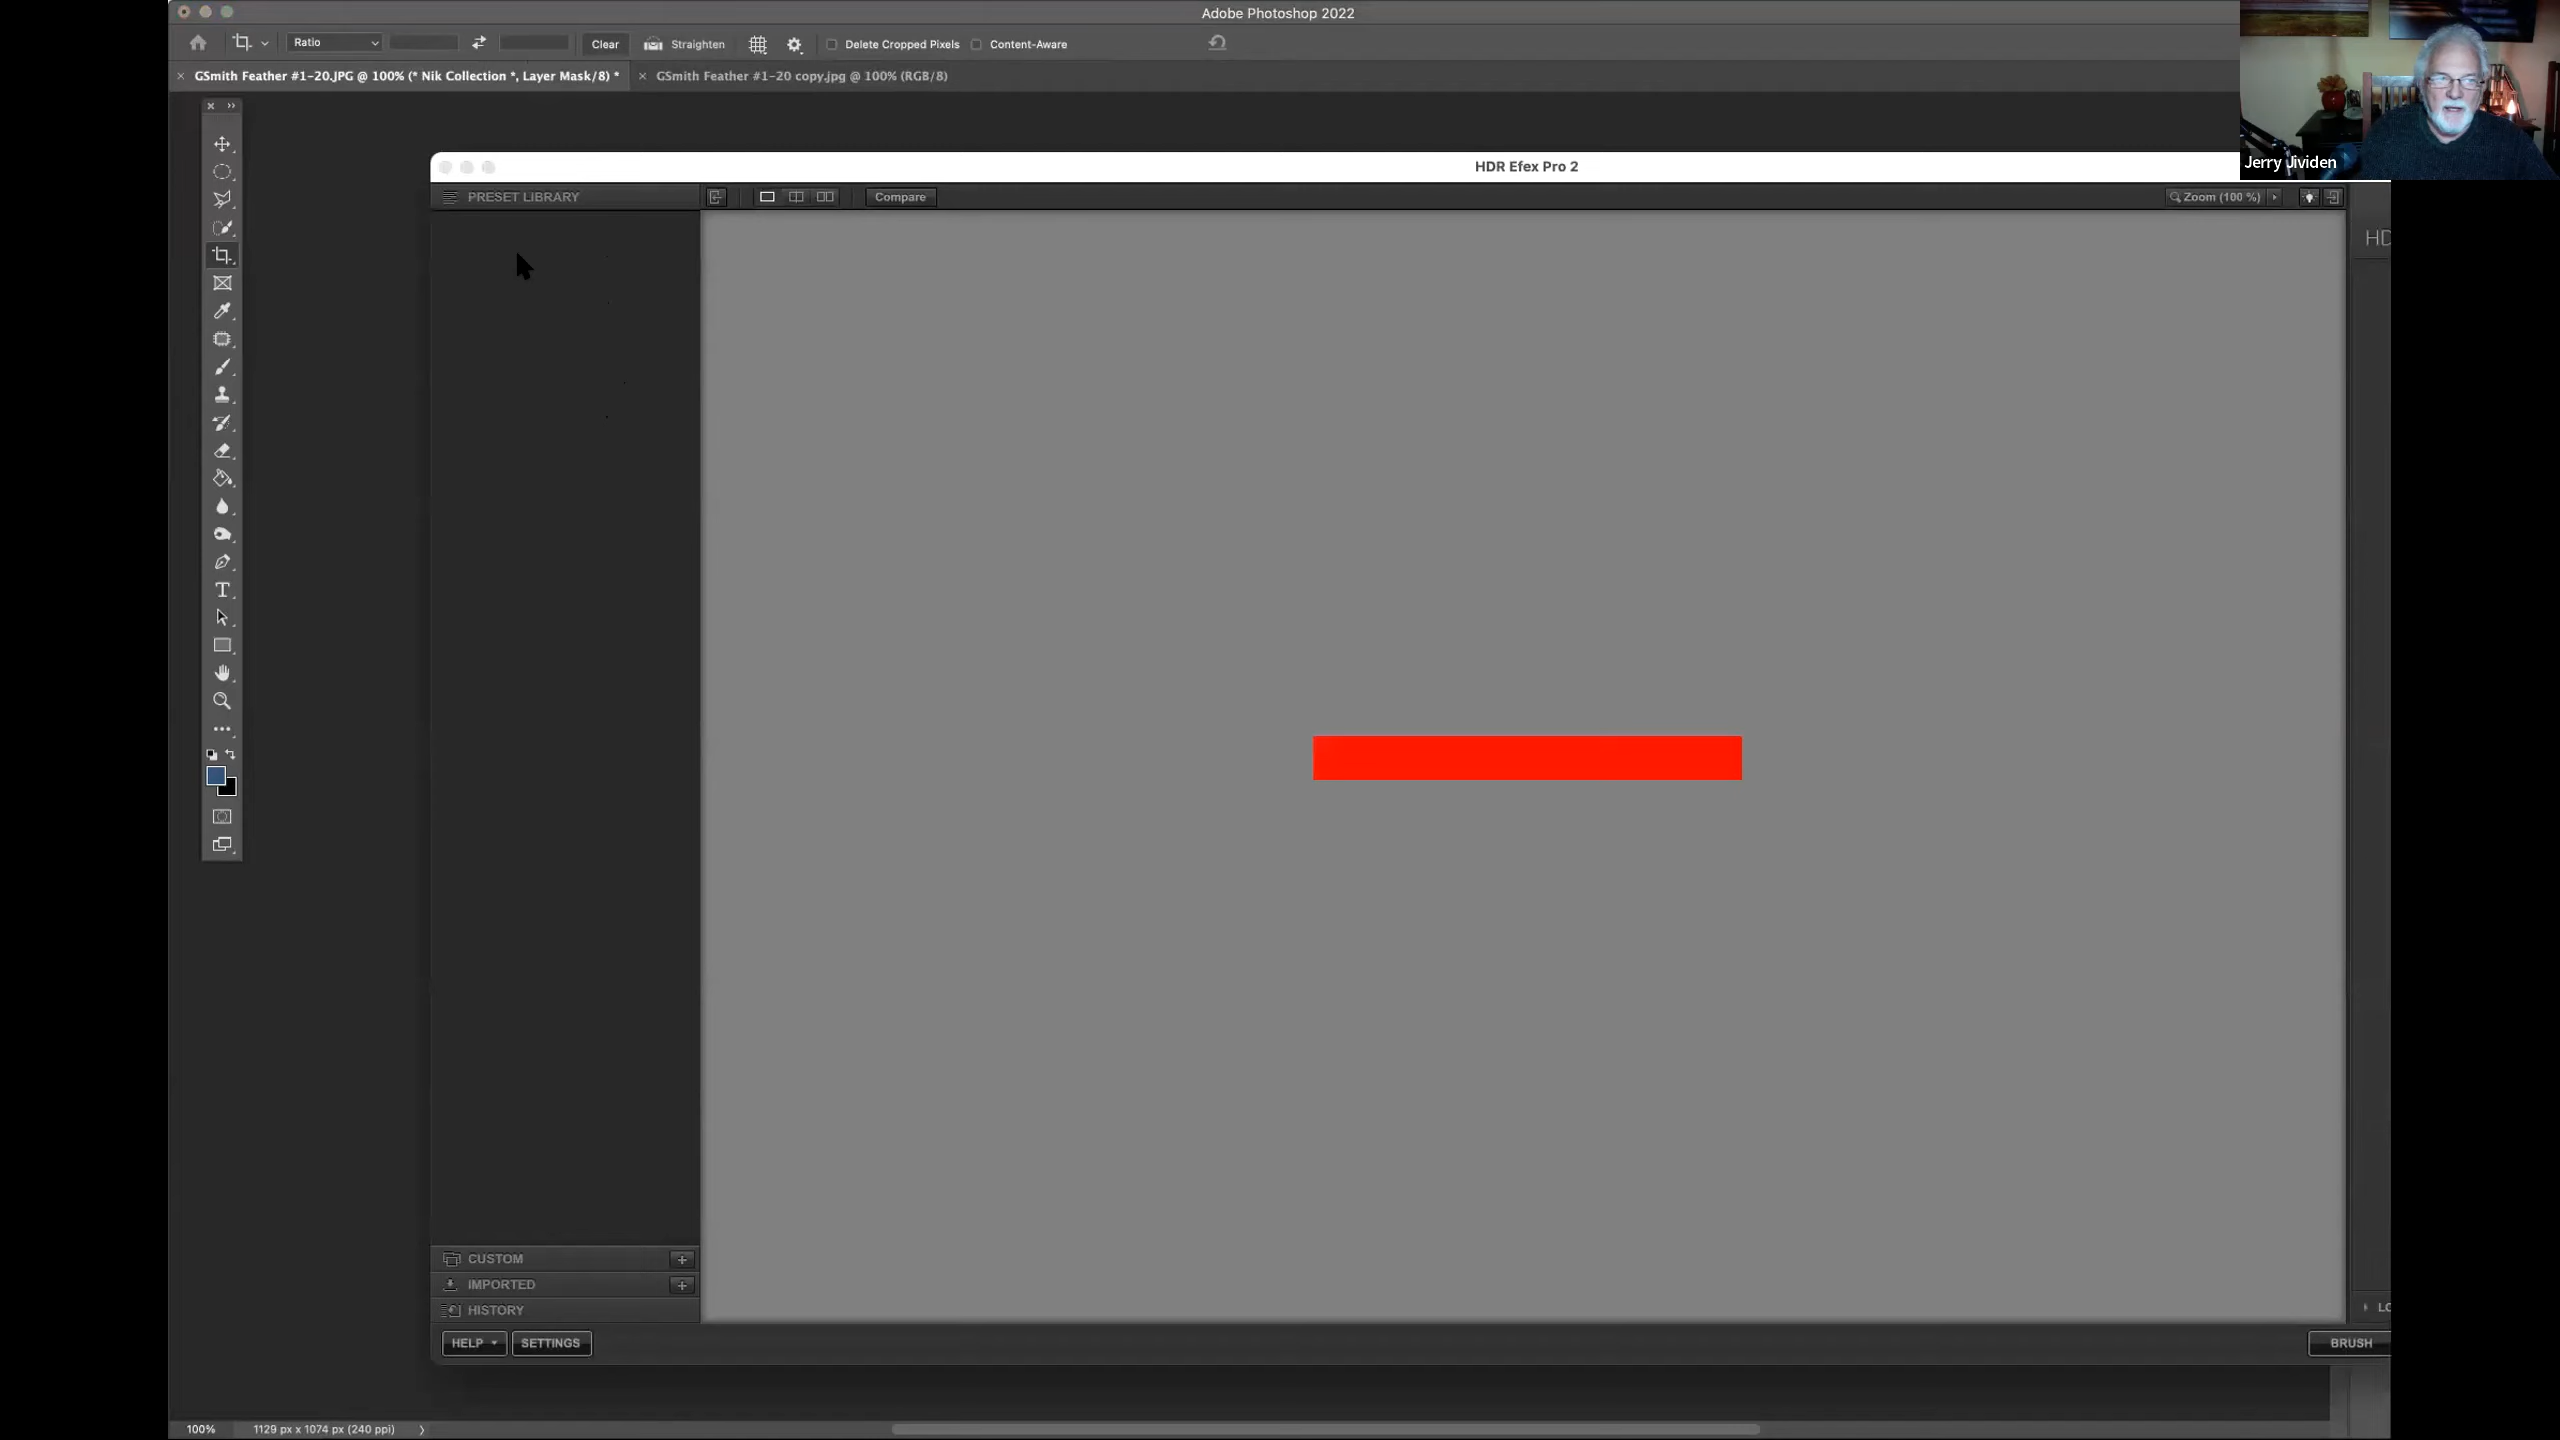 Adobe Photoshop 2022
Ratio
Clear
Straighten
Delete Cropped Pixels
Content-Aware
GSmith Feather #1-20.JPG @ 100% (* Nik Collection *, Layer Mask/8) *
GSmith Feather #1-20 copy.jpg @ 100% (RGB/8)
Jerry Jividen
HDR Efex Pro 2
PRESET LIBRARY
Compare
Zoom (100 %)
HD
CUSTOM
IMPORTED
HISTORY
LO
HELP
SETTINGS
BRUSH
100%
1129 px x 1074 px (240 ppi)